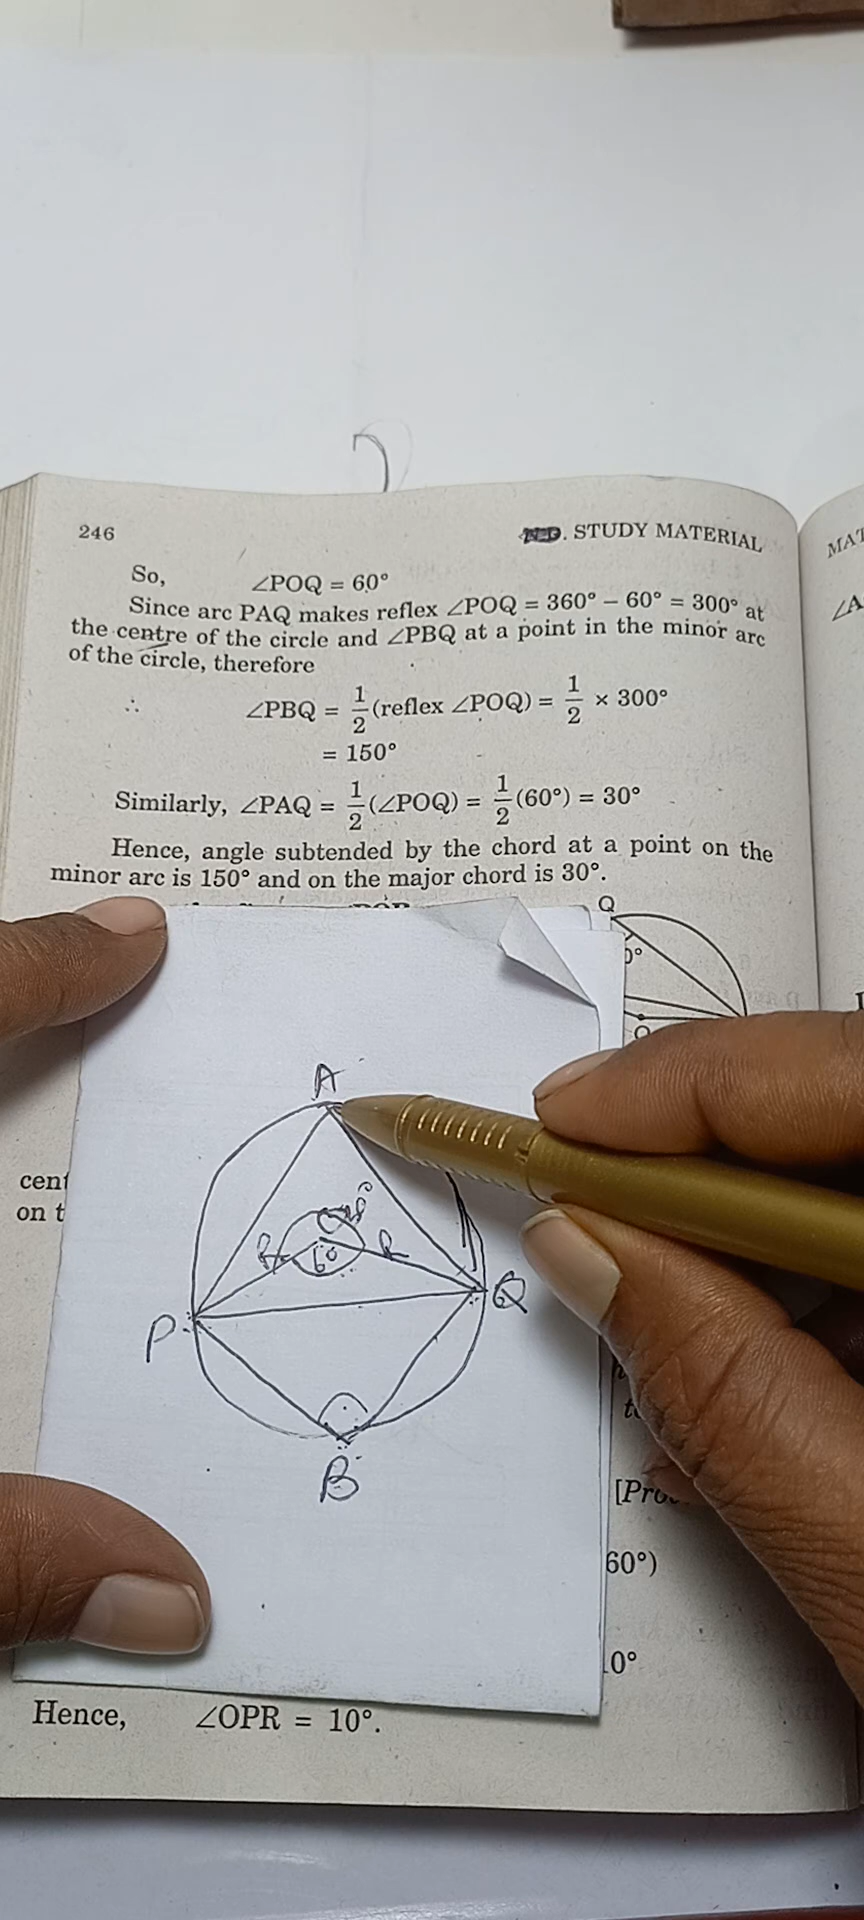 246
. STUDY MATERIAL
MAT
So, ∠POQ = 60°
Since arc PAQ makes reflex ∠POQ = 360° – 60° = 300° at
the centre of the circle and ∠PBQ at a point in the minor arc
of the circle, therefore
∴ ∠PBQ = 1/2 (reflex ∠POQ) = 1/2 × 300°
= 150°
Similarly, ∠PAQ = 1/2 (∠POQ) = 1/2 (60°) = 30°
Hence, angle subtended by the chord at a point on the
minor arc is 150° and on the major chord is 30°.
∠A
Q
0°
O
A
cent
on t
R
60
R
P
Q
B
[Pro
60°)
0°
Hence, ∠OPR = 10°.